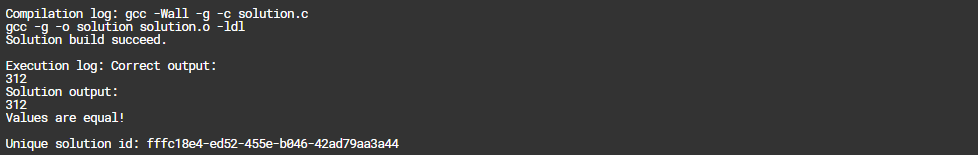 Compilation log: gcc -Wall -g -c solution.c
gcc -g -o solution solution.o -ldl
Solution build succeed.
Execution log: Correct output:
312
Solution output:
312
Values are equal!
Unique solution id: fffc18e4-ed52-455e-b046-42ad79aa3a44